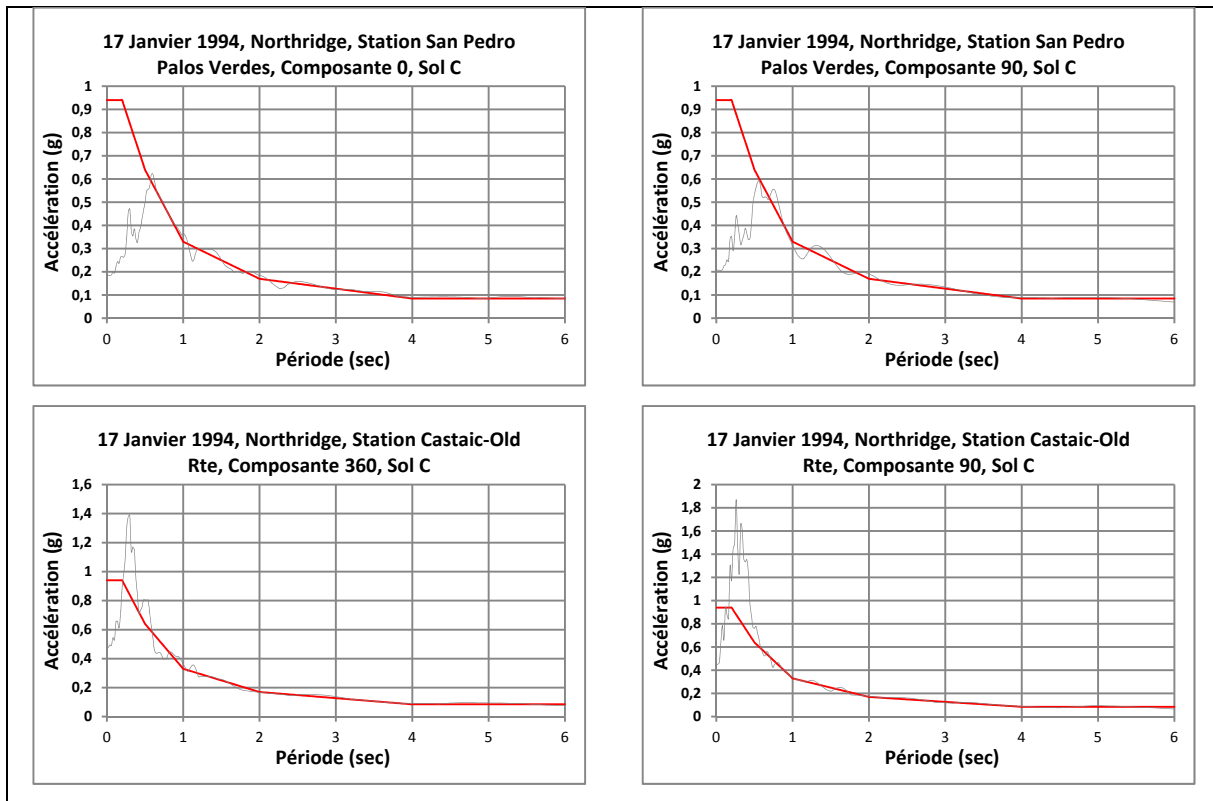 17 Janvier 1994, Northridge, Station San Pedro
Palos Verdes, Composante 0, Sol C
1
0,9
0,8
0,7
0,6
0,5
0,4
0,3
0,2
0,1
0
Accélération (g)
0 1 2 3 4 5 6
Période (sec)
17 Janvier 1994, Northridge, Station San Pedro
Palos Verdes, Composante 90, Sol C
1
0,9
0,8
0,7
0,6
0,5
0,4
0,3
0,2
0,1
0
Accélération (g)
0 1 2 3 4 5 6
Période (sec)
17 Janvier 1994, Northridge, Station Castaic-Old
Rte, Composante 360, Sol C
1,6
1,4
1,2
1
0,8
0,6
0,4
0,2
0
Accélération (g)
0 1 2 3 4 5 6
Période (sec)
17 Janvier 1994, Northridge, Station Castaic-Old
Rte, Composante 90, Sol C
2
1,8
1,6
1,4
1,2
1
0,8
0,6
0,4
0,2
0
Accélération (g)
0 1 2 3 4 5 6
Période (sec)